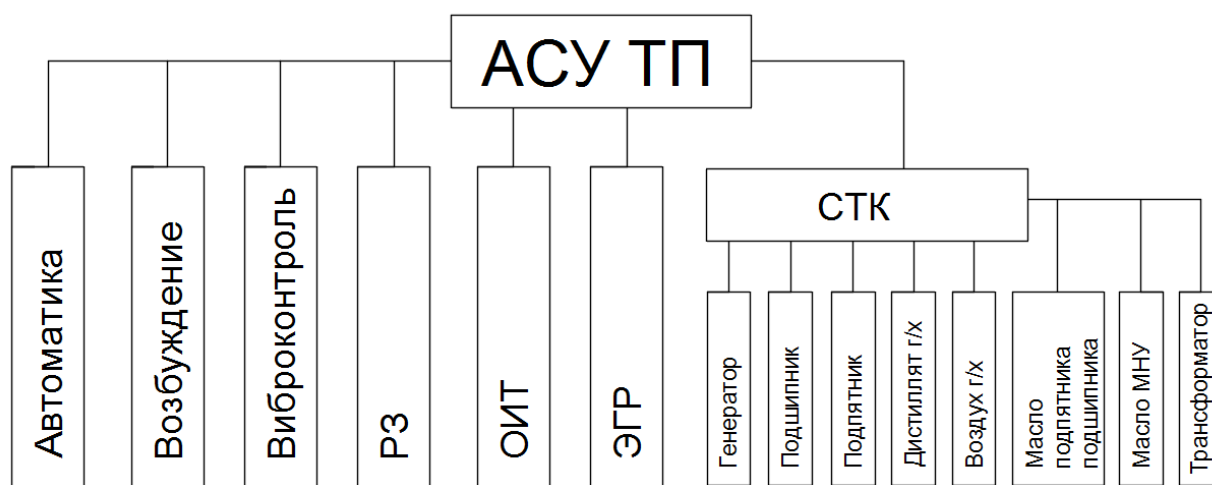 АСУ ТП
Автоматика
Возбуждение
Виброконтроль
РЗ
ОИТ
ЭГР
СТК
Генератор
Подшипник
Подпятник
Дистиллят г/х
Воздух г/х
Масло
подпятника
подшипника
Масло МНУ
Трансформатор